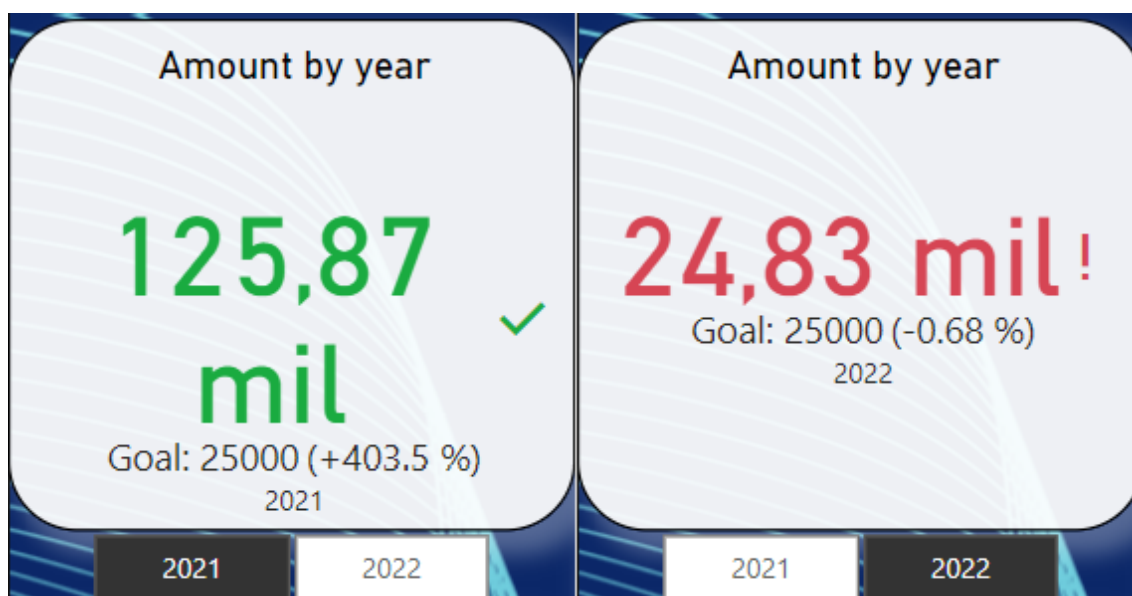 Amount by year
125,87
mil
Goal: 25000 (+403.5 %)
2021
2021 2022
Amount by year
24,83 mil !
Goal: 25000 (-0.68 %)
2022
2021 2022